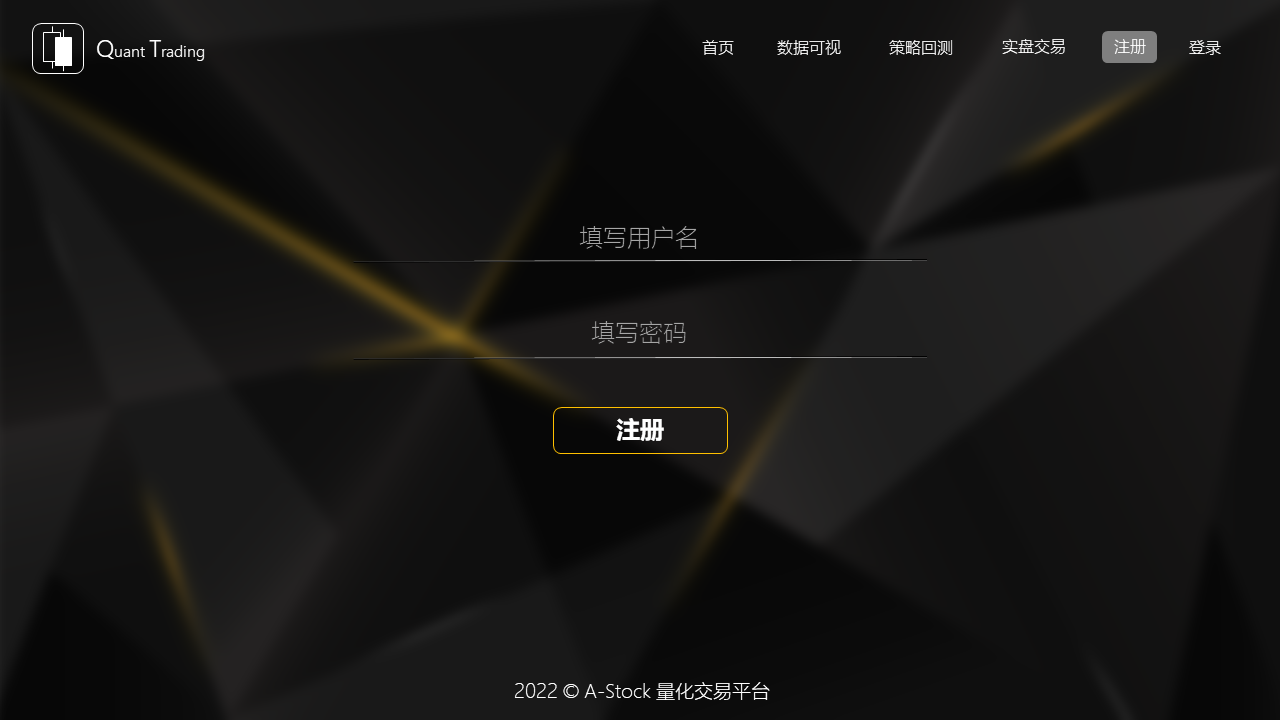 Quant Trading
首页 数据可视 策略回测 实盘交易 注册 登录
填写用户名
填写密码
注册
2022 © A-Stock 量化交易平台